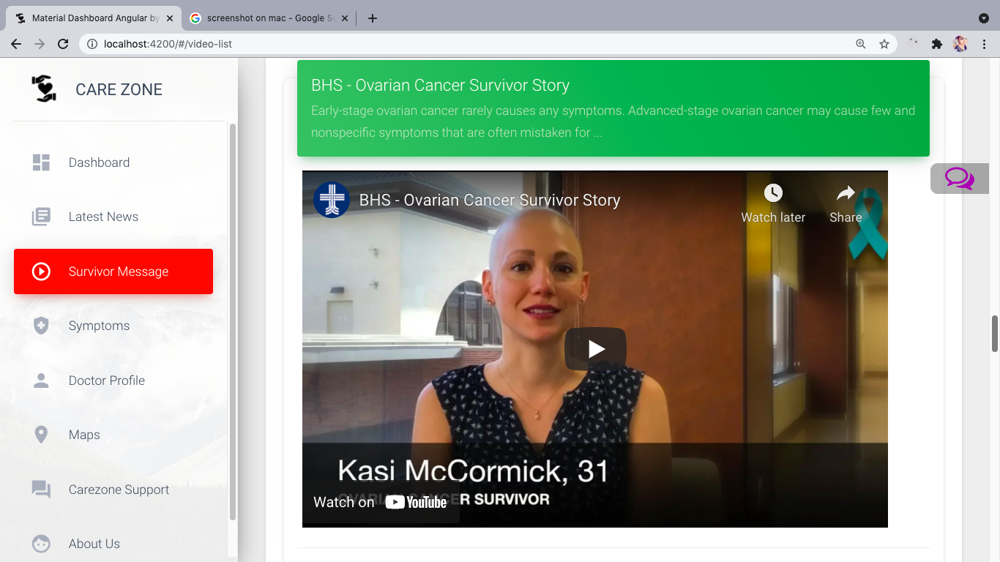 Material Dashboard Angular by
screenshot on mac - Google S
localhost:4200/#/video-list
CARE ZONE
Dashboard
Latest News
Survivor Message
Symptoms
Doctor Profile
Maps
Carezone Support
About Us
BHS - Ovarian Cancer Survivor Story
Early-stage ovarian cancer rarely causes any symptoms. Advanced-stage ovarian cancer may cause few and
nonspecific symptoms that are often mistaken for ...
BHS - Ovarian Cancer Survivor Story
Watch later
Share
Kasi McCormick, 31
OVARIAN CANCER SURVIVOR
Watch on YouTube